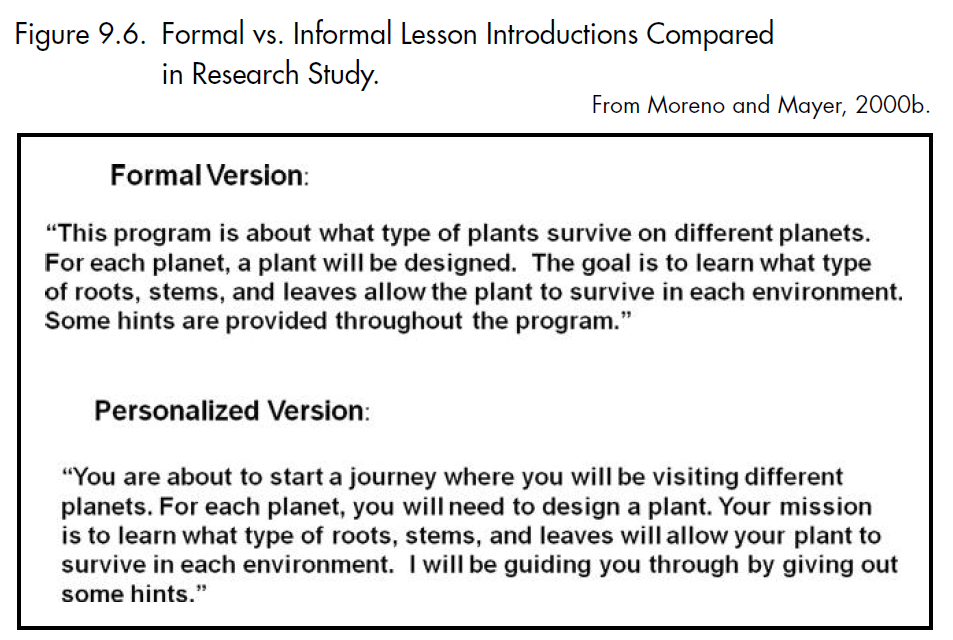 Figure 9.6. Formal vs. Informal Lesson Introductions Compared
in Research Study.
From Moreno and Mayer, 2000b.
Formal Version:
“This program is about what type of plants survive on different planets.
For each planet, a plant will be designed.  The goal is to learn what type
of roots, stems, and leaves allow the plant to survive in each environment.
Some hints are provided throughout the program.”
Personalized Version:
“You are about to start a journey where you will be visiting different
planets. For each planet, you will need to design a plant. Your mission
is to learn what type of roots, stems, and leaves will allow your plant to
survive in each environment.  I will be guiding you through by giving out
some hints.”